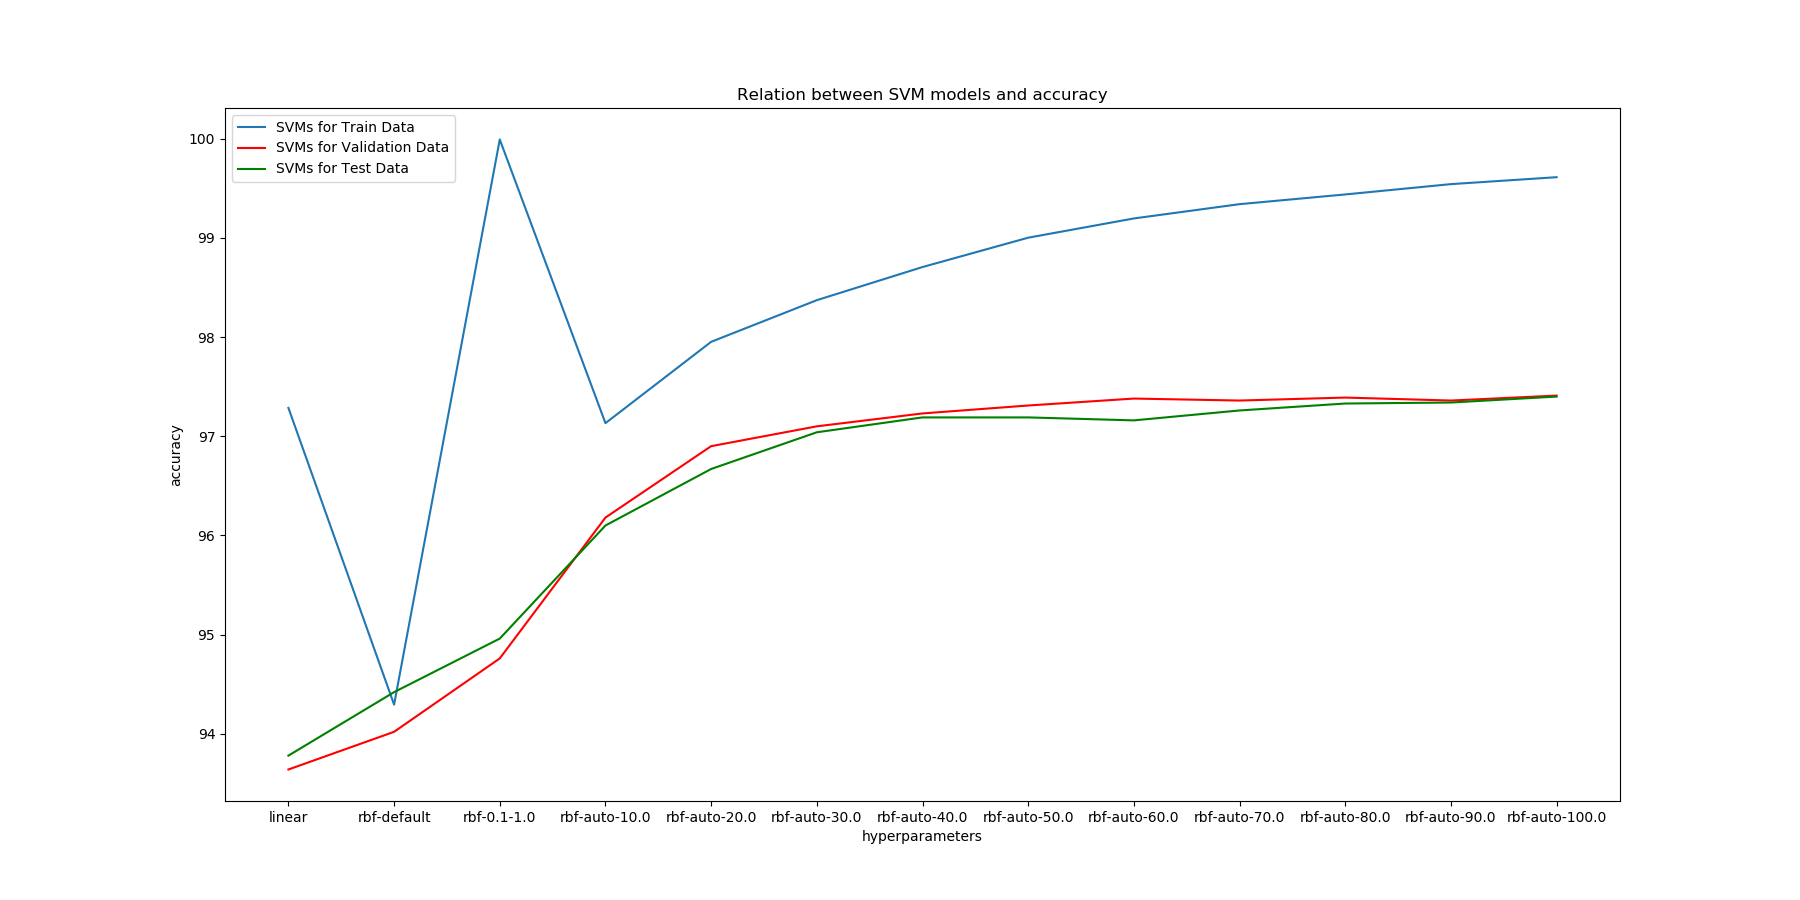 Relation between SVM models and accuracy
SVMs for Train Data
SVMs for Validation Data
SVMs for Test Data
100
99
98
97
96
95
94
accuracy
linear rbf-default rbf-0.1-1.0 rbf-auto-10.0 rbf-auto-20.0 rbf-auto-30.0 rbf-auto-40.0 rbf-auto-50.0 rbf-auto-60.0 rbf-auto-70.0 rbf-auto-80.0 rbf-auto-90.0 rbf-auto-100.0
hyperparameters